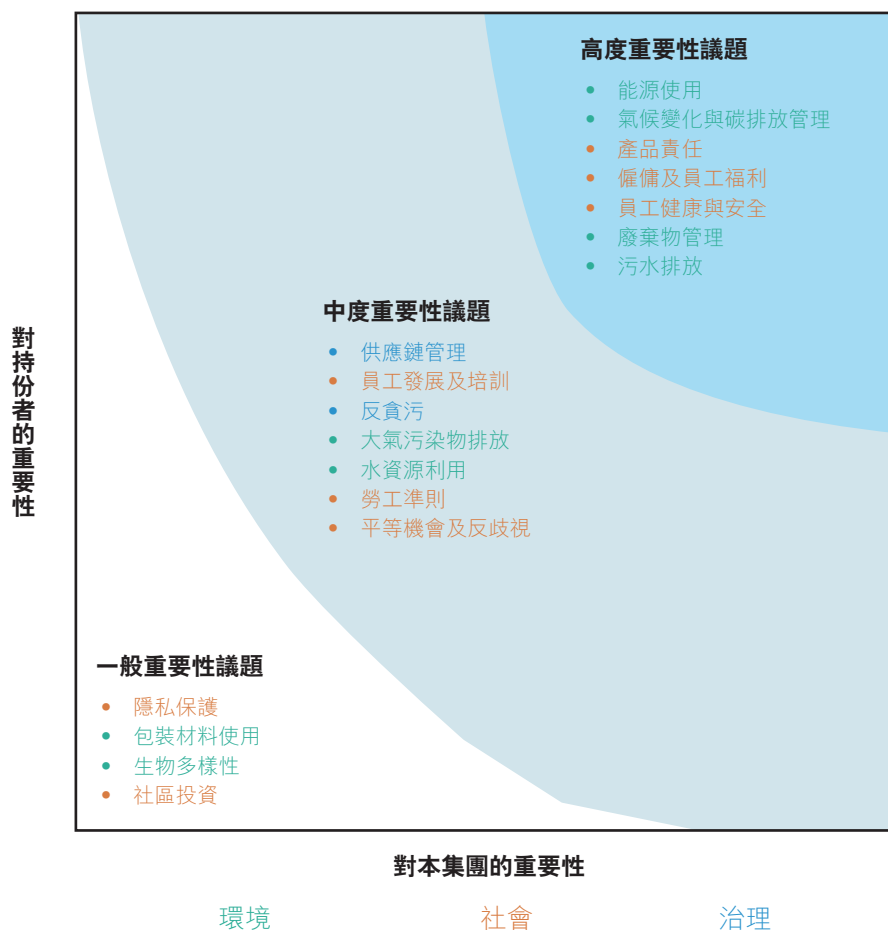 高度重要性議題
• 能源使用
• 氣候變化與碳排放管理
• 產品責任
• 僱傭及員工福利
• 員工健康與安全
• 廢棄物管理
• 污水排放
中度重要性議題
• 供應鏈管理
• 員工發展及培訓
• 反貪污
• 大氣污染物排放
• 水資源利用
• 勞工準則
• 平等機會及反歧視
對持份者的重要性
一般重要性議題
• 隱私保護
• 包裝材料使用
• 生物多樣性
• 社區投資
對本集團的重要性
環境 社會 治理